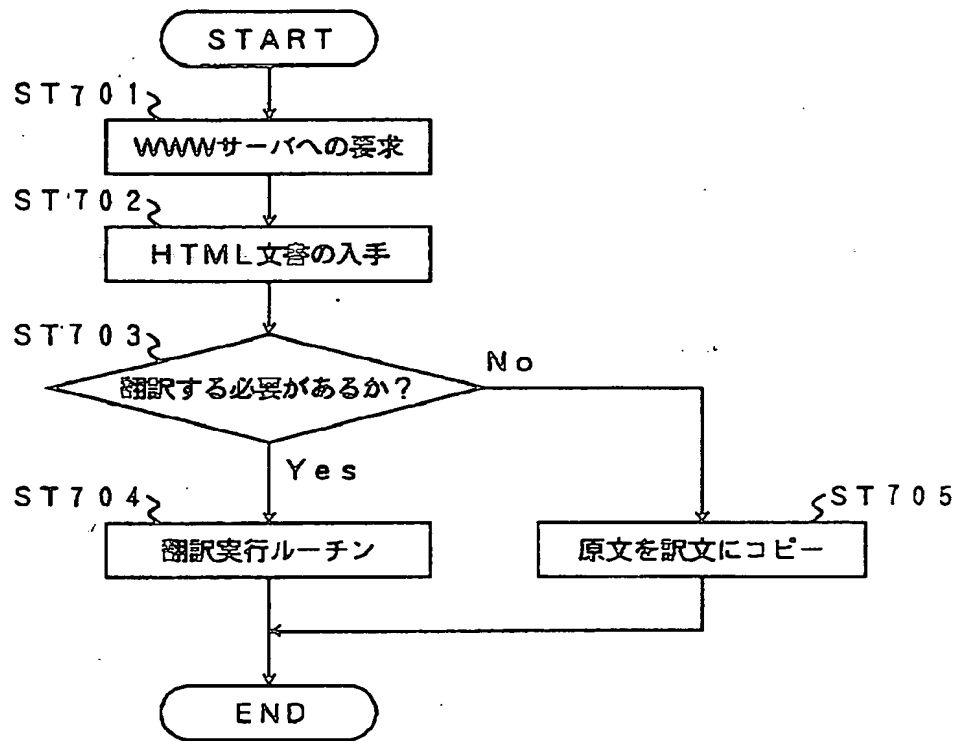 START
ST701
WWWサーバへの要求
ST702
HTML文書の入手
ST703
翻訳する必要があるか?
No
Yes
ST704
翻訳実行ルーチン
ST705
原文を訳文にコピー
END